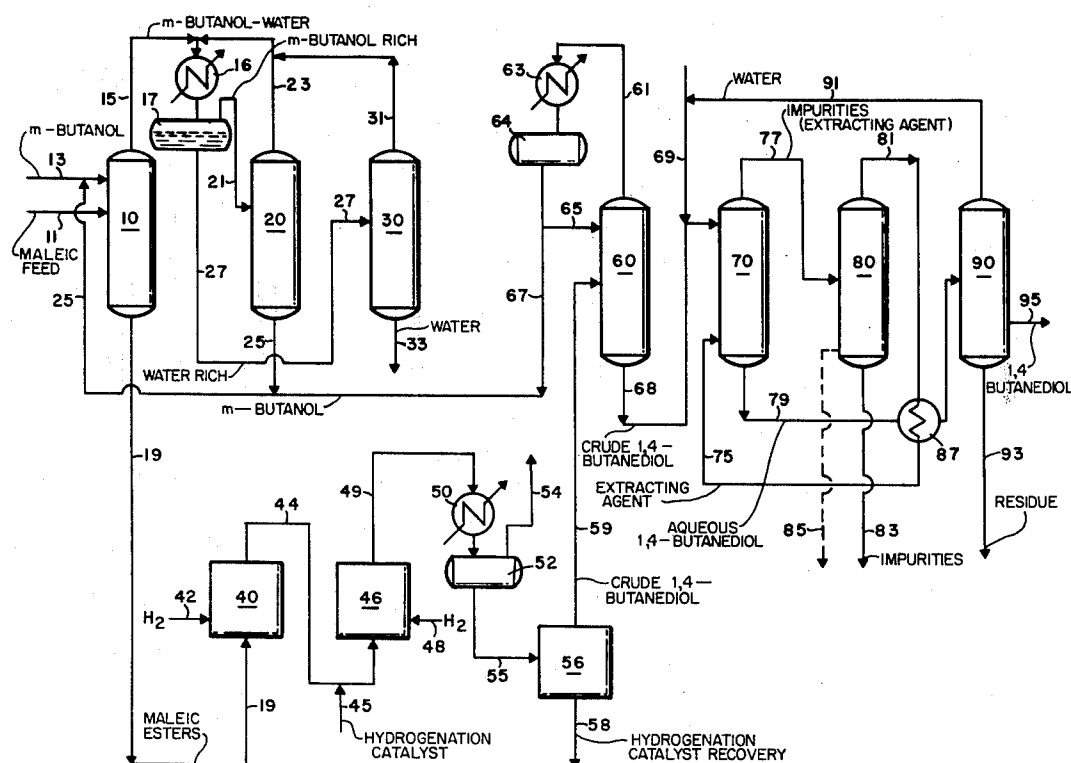 m-BUTANOL-WATER
m-BUTANOL RICH
16
15
17
23
31
m-BUTANOL
13
10
11
MALEIC
FEED
21
20
27
30
25
27
25
WATER
33
WATER RICH
m-BUTANOL
63
61
64
65
60
67
68
CRUDE 1,4-
BUTANEDIOL
WATER
91
IMPURITIES
(EXTRACTING AGENT)
77
81
69
70
80
90
95
1,4
BUTANEDIOL
79
87
75
93
EXTRACTING
AGENT
AQUEOUS
1,4-BUTANEDIOL
85
83
IMPURITIES
RESIDUE
19
44
49
50
54
52
59
CRUDE 1,4-
BUTANEDIOL
42
H2
40
46
H2
48
55
56
19
45
HYDROGENATION
CATALYST
58
HYDROGENATION
CATALYST RECOVERY
MALEIC
ESTERS